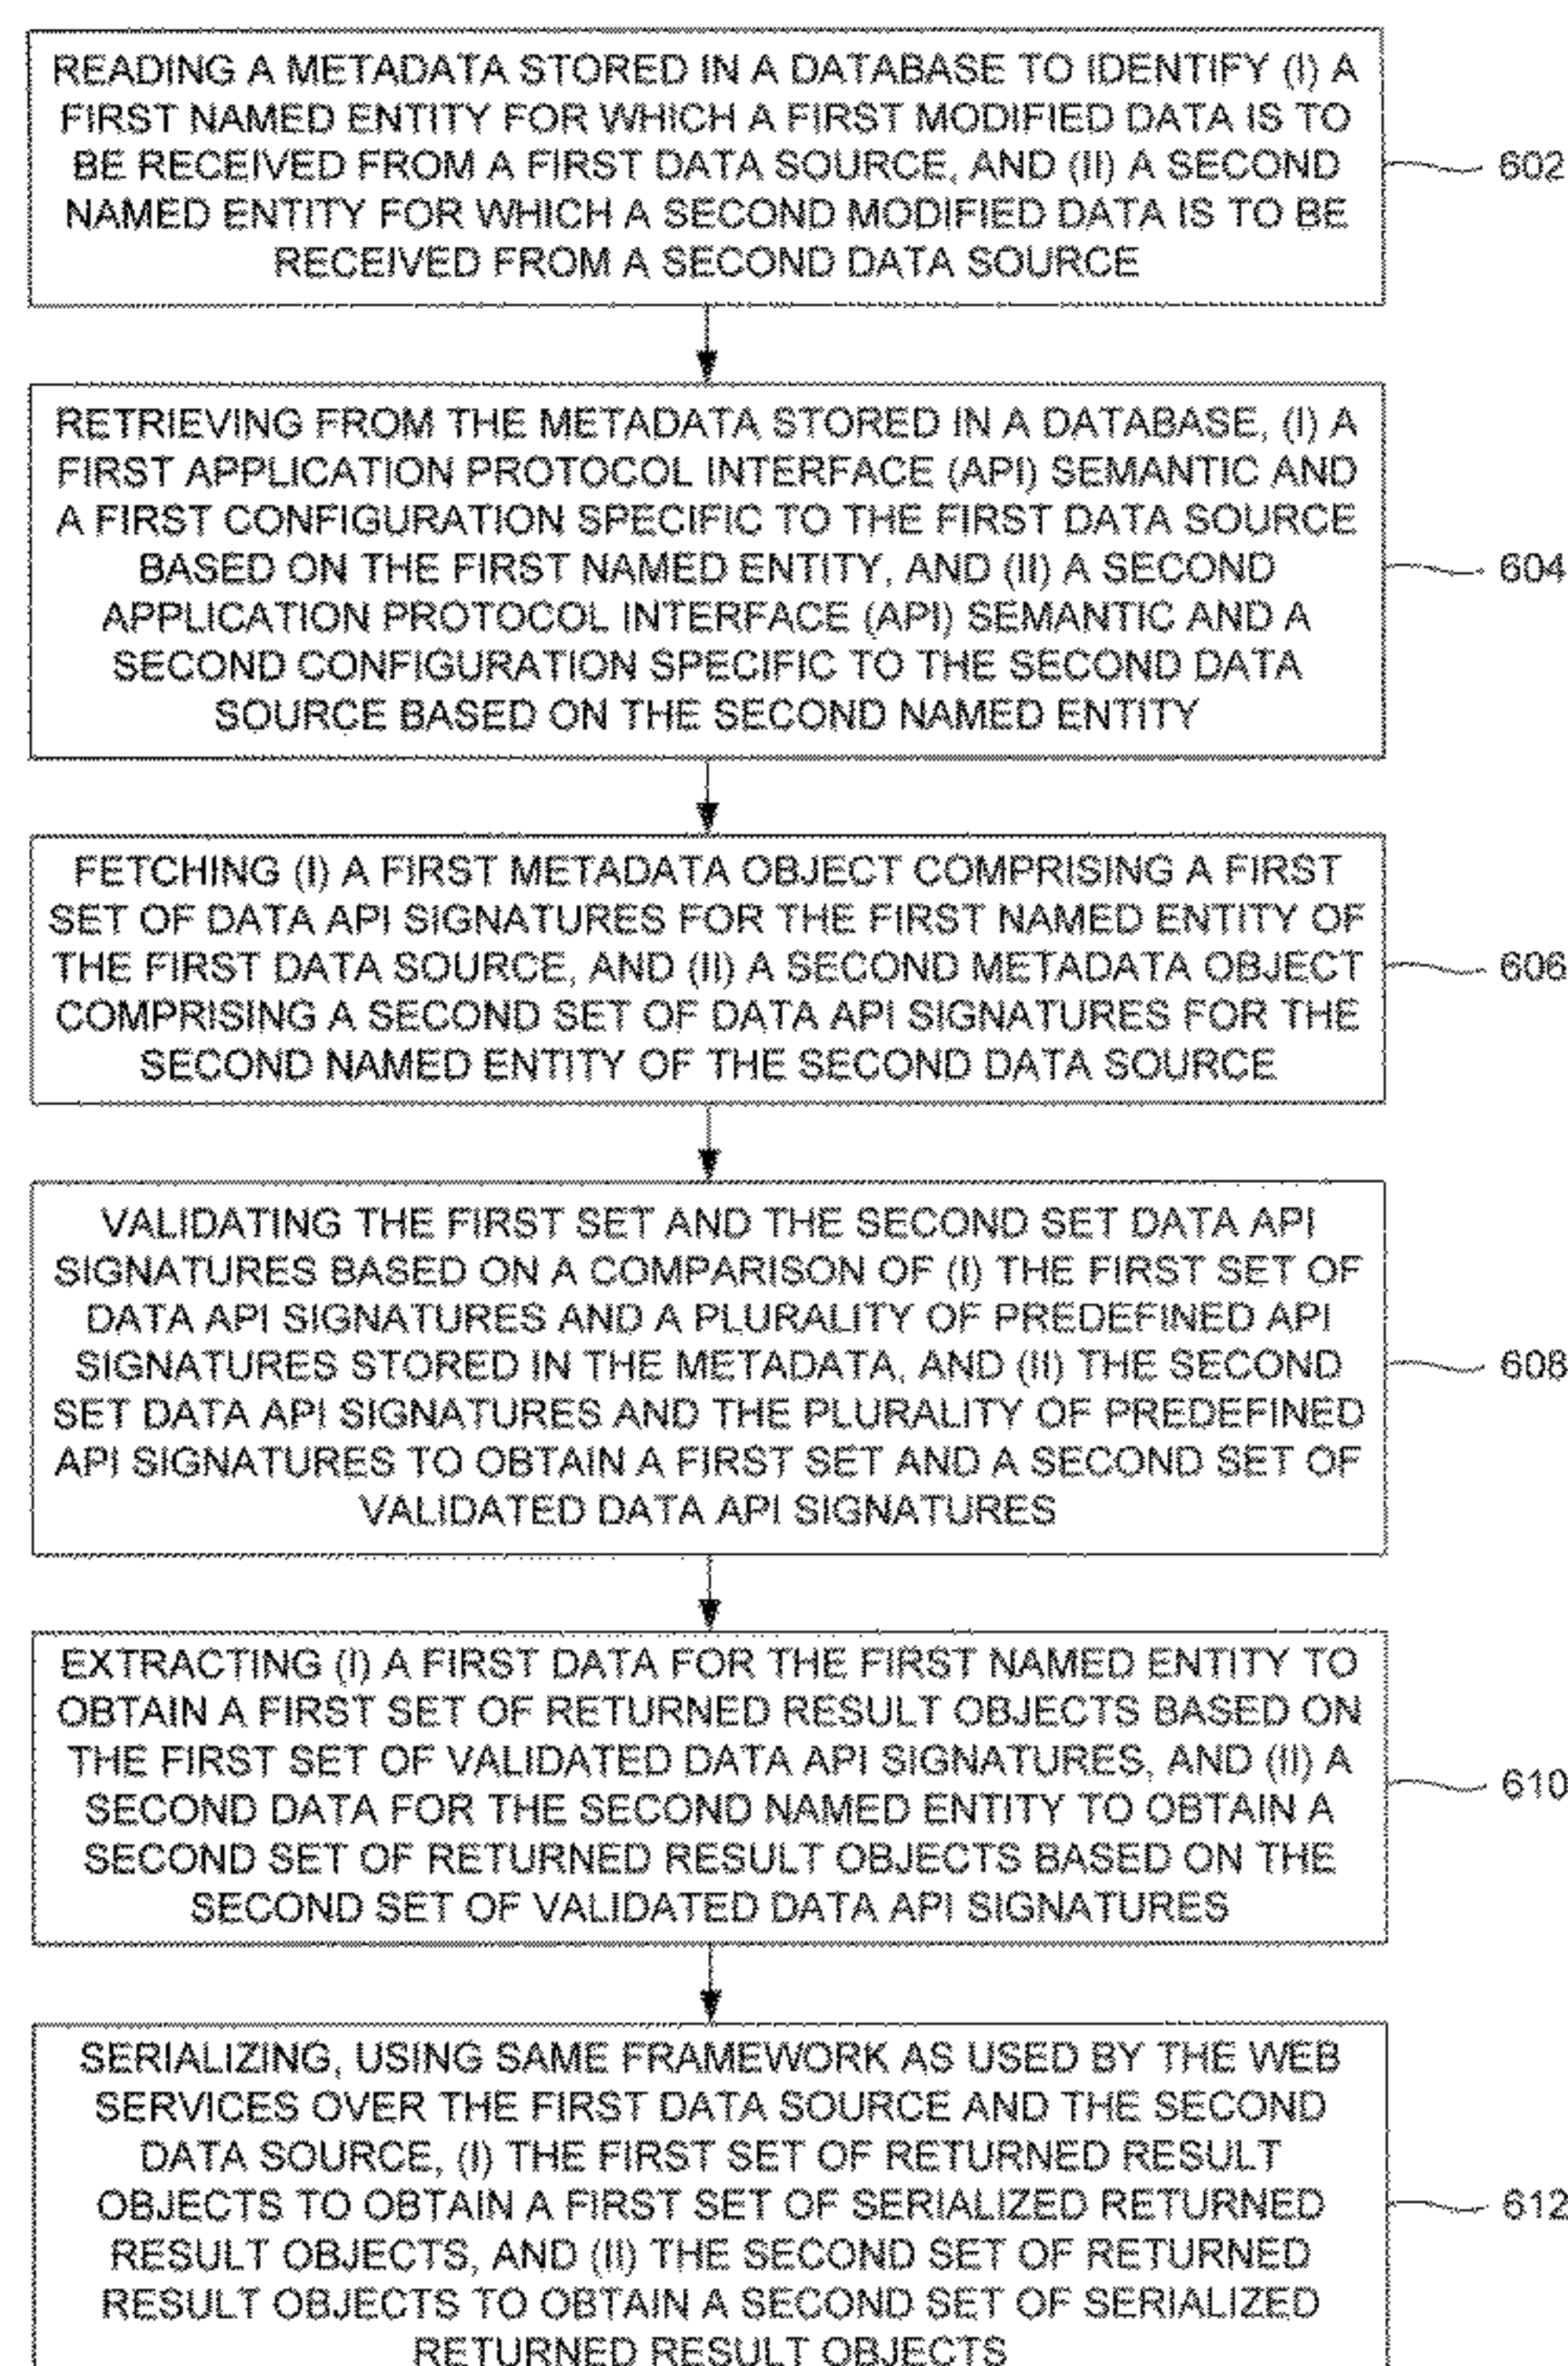 READING A METADATA STORED IN A DATABASE TO IDENTIFY (I) A
FIRST NAMED ENTITY FOR WHICH A FIRST MODIFIED DATA IS TO
BE RECEIVED FROM A FIRST DATA SOURCE, AND (II) A SECOND
NAMED ENTITY FOR WHICH A SECOND MODIFIED DATA IS TO BE
RECEIVED FROM A SECOND DATA SOURCE
602
RETRIEVING FROM THE METADATA STORED IN A DATABASE, (I) A
FIRST APPLICATION PROTOCOL INTERFACE (API) SEMANTIC AND
A FIRST CONFIGURATION SPECIFIC TO THE FIRST DATA SOURCE
BASED ON THE FIRST NAMED ENTITY, AND (II) A SECOND
APPLICATION PROTOCOL INTERFACE (API) SEMANTIC AND A
SECOND CONFIGURATION SPECIFIC TO THE SECOND DATA
SOURCE BASED ON THE SECOND NAMED ENTITY
604
FETCHING (I) A FIRST METADATA OBJECT COMPRISING A FIRST
SET OF DATA API SIGNATURES FOR THE FIRST NAMED ENTITY OF
THE FIRST DATA SOURCE, AND (II) A SECOND METADATA OBJECT
COMPRISING A SECOND SET OF DATA API SIGNATURES FOR THE
SECOND NAMED ENTITY OF THE SECOND DATA SOURCE
606
VALIDATING THE FIRST SET AND THE SECOND SET DATA API
SIGNATURES BASED ON A COMPARISON OF (I) THE FIRST SET OF
DATA API SIGNATURES AND A PLURALITY OF PREDEFINED API
SIGNATURES STORED IN THE METADATA, AND (II) THE SECOND
SET DATA API SIGNATURES AND THE PLURALITY OF PREDEFINED
API SIGNATURES TO OBTAIN A FIRST SET AND A SECOND SET OF
VALIDATED DATA API SIGNATURES
608
EXTRACTING (I) A FIRST DATA FOR THE FIRST NAMED ENTITY TO
OBTAIN A FIRST SET OF RETURNED RESULT OBJECTS BASED ON
THE FIRST SET OF VALIDATED DATA API SIGNATURES, AND (II) A
SECOND DATA FOR THE SECOND NAMED ENTITY TO OBTAIN A
SECOND SET OF RETURNED RESULT OBJECTS BASED ON THE
SECOND SET OF VALIDATED DATA API SIGNATURES
610
SERIALIZING, USING SAME FRAMEWORK AS USED BY THE WEB
SERVICES OVER THE FIRST DATA SOURCE AND THE SECOND
DATA SOURCE, (I) THE FIRST SET OF RETURNED RESULT
OBJECTS TO OBTAIN A FIRST SET OF SERIALIZED RETURNED
RESULT OBJECTS, AND (II) THE SECOND SET OF RETURNED
RESULT OBJECTS TO OBTAIN A SECOND SET OF SERIALIZED
RETURNED RESULT OBJECTS
612